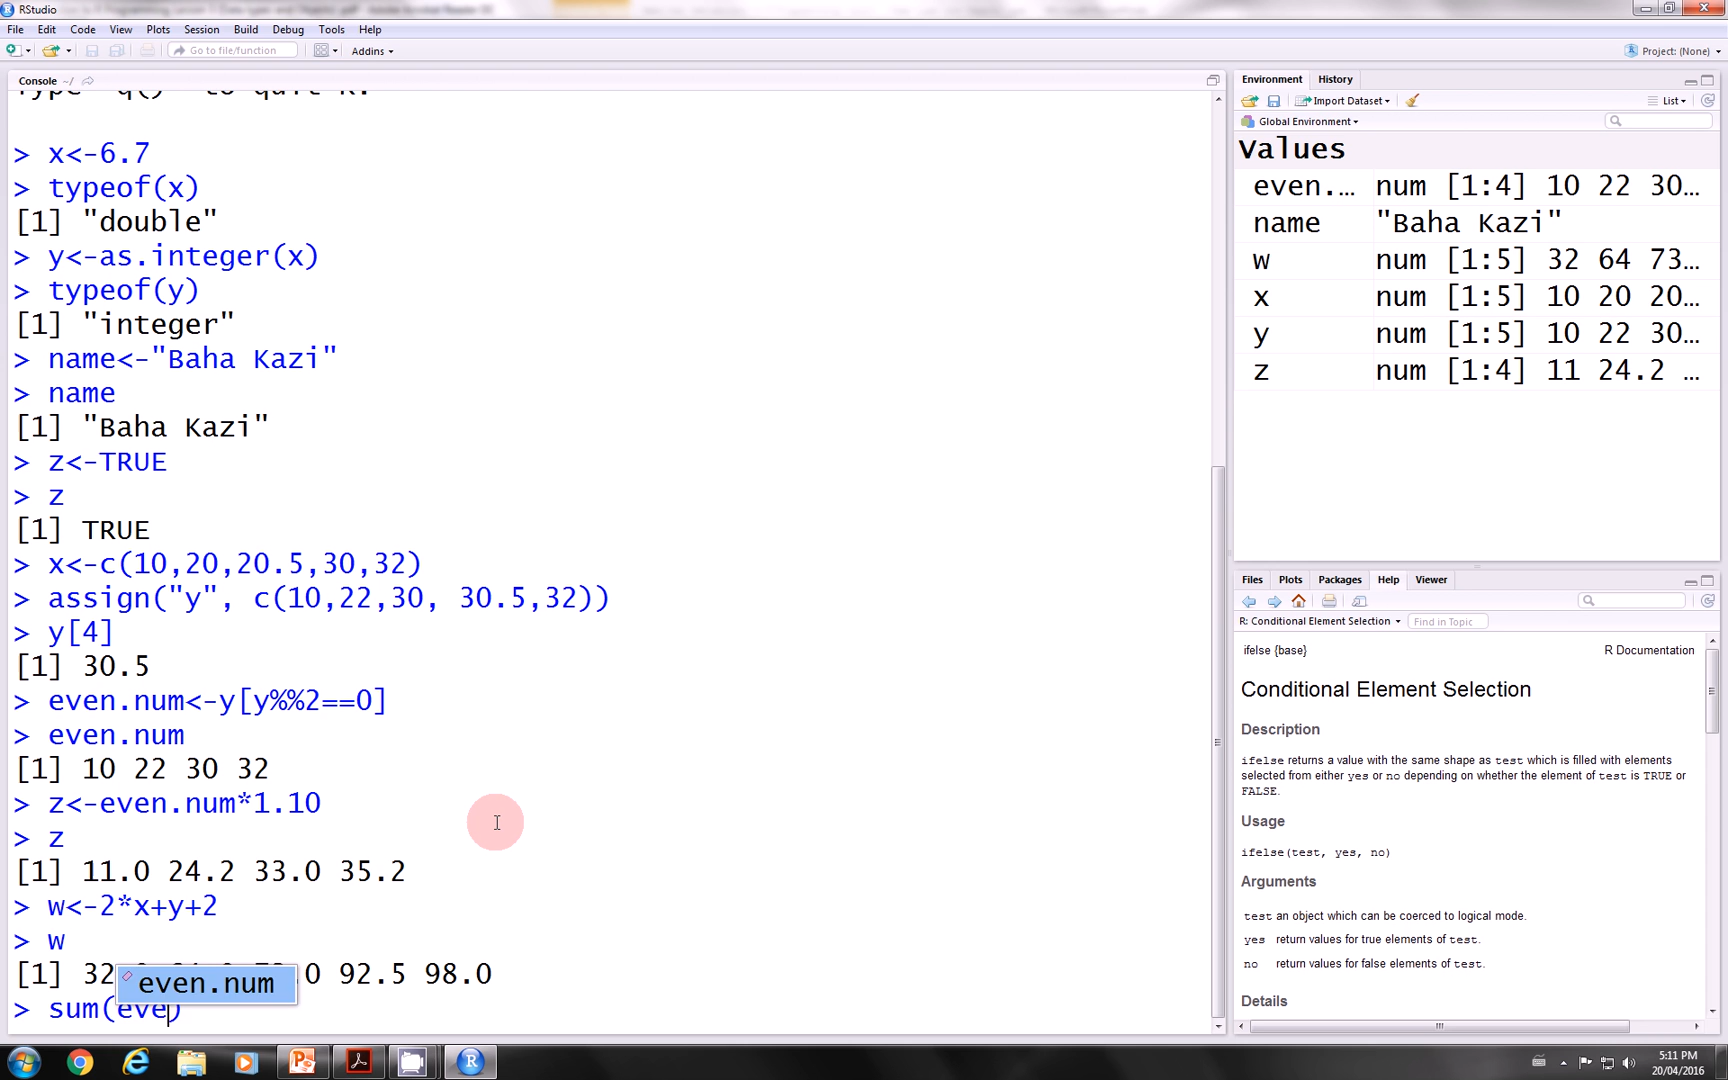 RStudio
File Edit Code View Plots Session Build Debug Tools Help
Go to file/function Addins
Project: (None)
Console ~/
Type 'q()' to quit R.
> x<-6.7
> typeof(x)
[1] "double"
> y<-as.integer(x)
> typeof(y)
[1] "integer"
> name<-"Baha Kazi"
> name
[1] "Baha Kazi"
> z<-TRUE
> z
[1] TRUE
> x<-c(10,20,20.5,30,32)
> assign("y", c(10,22,30, 30.5,32))
> y[4]
[1] 30.5
> even.num<-y[y%%2==0]
> even.num
[1] 10 22 30 32
> z<-even.num*1.10
> z
[1] 11.0 24.2 33.0 35.2
> w<-2*x+y+2
> w
[1] 32 .0 92.5 98.0
even.num
> sum(eve)
Environment History
Import Dataset List
Global Environment
Values
even.… num [1:4] 10 22 30…
name "Baha Kazi"
w num [1:5] 32 64 73…
x num [1:5] 10 20 20…
y num [1:5] 10 22 30…
z num [1:4] 11 24.2 …
Files Plots Packages Help Viewer
R: Conditional Element Selection Find in Topic
ifelse {base} R Documentation
Conditional Element Selection
Description
ifelse returns a value with the same shape as test which is filled with elements
selected from either yes or no depending on whether the element of test is TRUE or
FALSE.
Usage
ifelse(test, yes, no)
Arguments
test an object which can be coerced to logical mode.
yes return values for true elements of test.
no return values for false elements of test.
Details
5:11 PM
20/04/2016